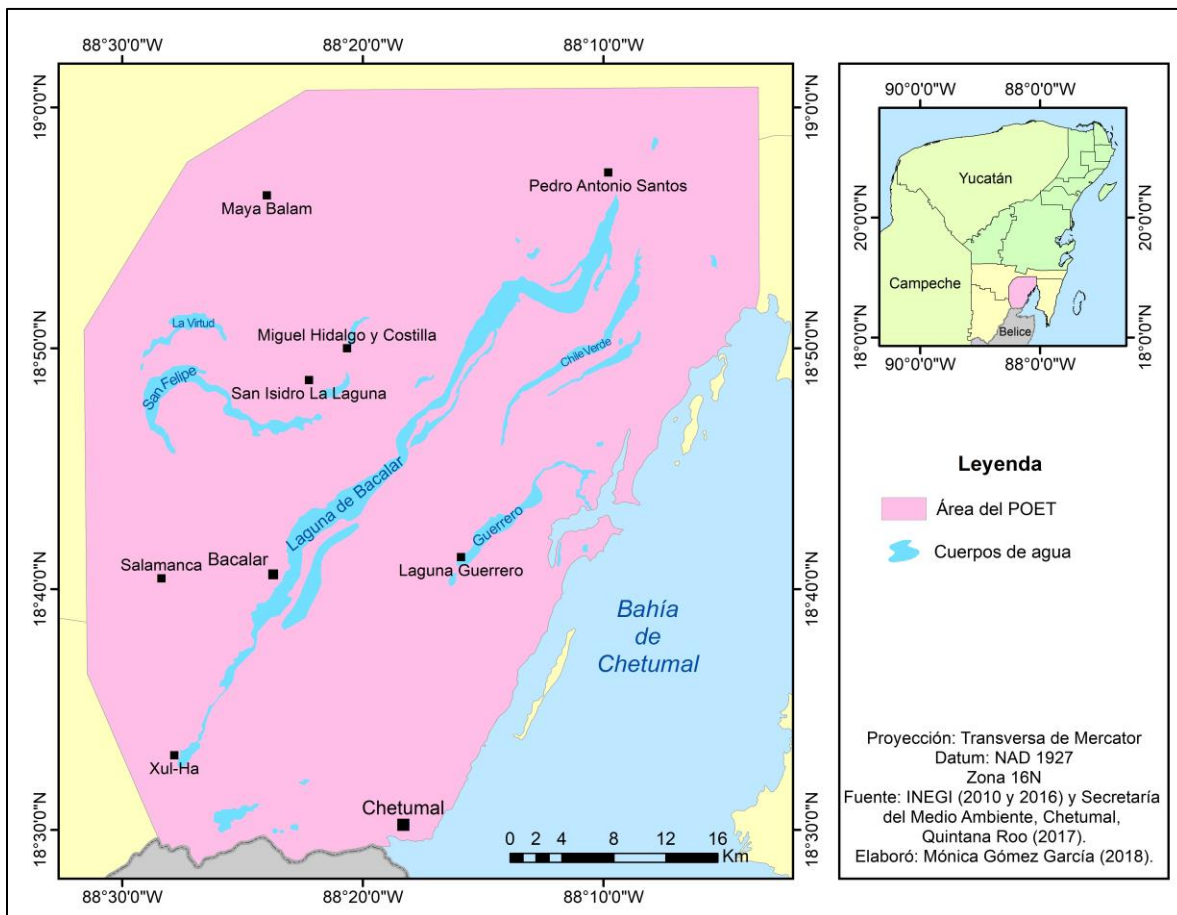 88°30'0"W 88°20'0"W 88°10'0"W
19°0'0"N
18°50'0"N
18°40'0"N
18°30'0"N
Pedro Antonio Santos
Maya Balam
La Virtud
Miguel Hidalgo y Costilla
San Felipe
San Isidro La Laguna
Chile Verde
Laguna de Bacalar
Guerrero
Salamanca
Bacalar
Laguna Guerrero
Bahía
de
Chetumal
Xul-Ha
Chetumal
0 2 4 8 12 16
Km
19°0'0"N
18°50'0"N
18°40'0"N
18°30'0"N
88°30'0"W 88°20'0"W 88°10'0"W
90°0'0"W 88°0'0"W
20°0'0"N
18°0'0"N
Yucatán
Campeche
Belice
20°0'0"N
18°0'0"N
90°0'0"W 88°0'0"W
Leyenda
Área del POET
Cuerpos de agua
Proyección: Transversa de Mercator
Datum: NAD 1927
Zona 16N
Fuente: INEGI (2010 y 2016) y Secretaría
del Medio Ambiente, Chetumal,
Quintana Roo (2017).
Elaboró: Mónica Gómez García (2018).